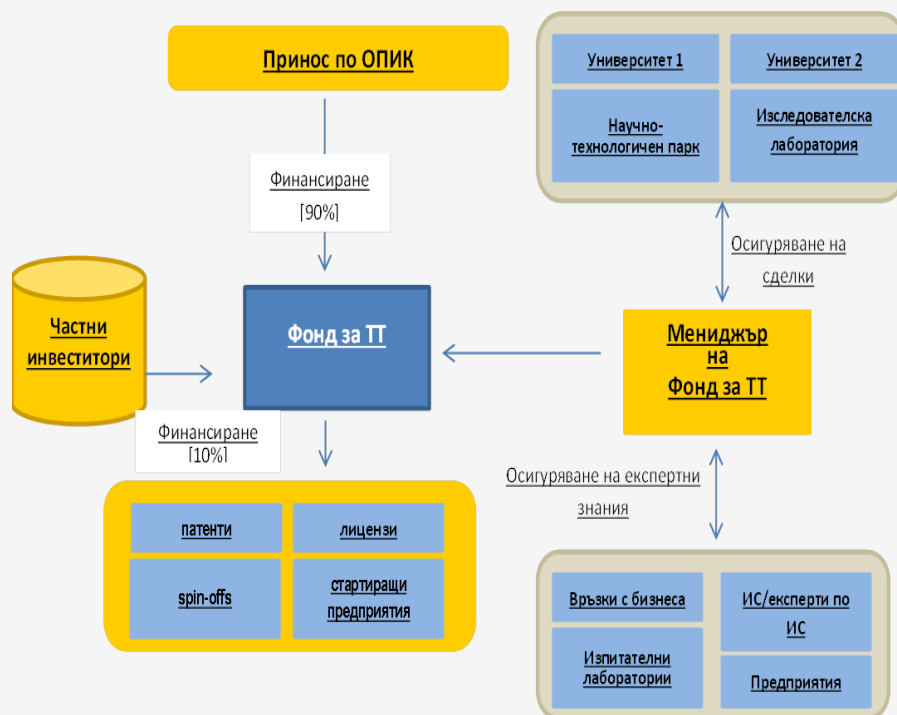 Принос по ОПИК
Финансиране
[90%]
Частни
инвеститори
Фонд за ТТ
Финансиране
[10%]
патенти
лицензи
spin-offs
стартиращи
предприятия
Университет 1
Университет 2
Научно-
технологичен парк
Изследователска
лаборатория
Осигуряване на
сделки
Мениджър
на
Фонд за ТТ
Осигуряване на експертни
знания
Връзки с бизнеса
ИС/експерти по
ИС
Изпитателни
лаборатории
Предприятия